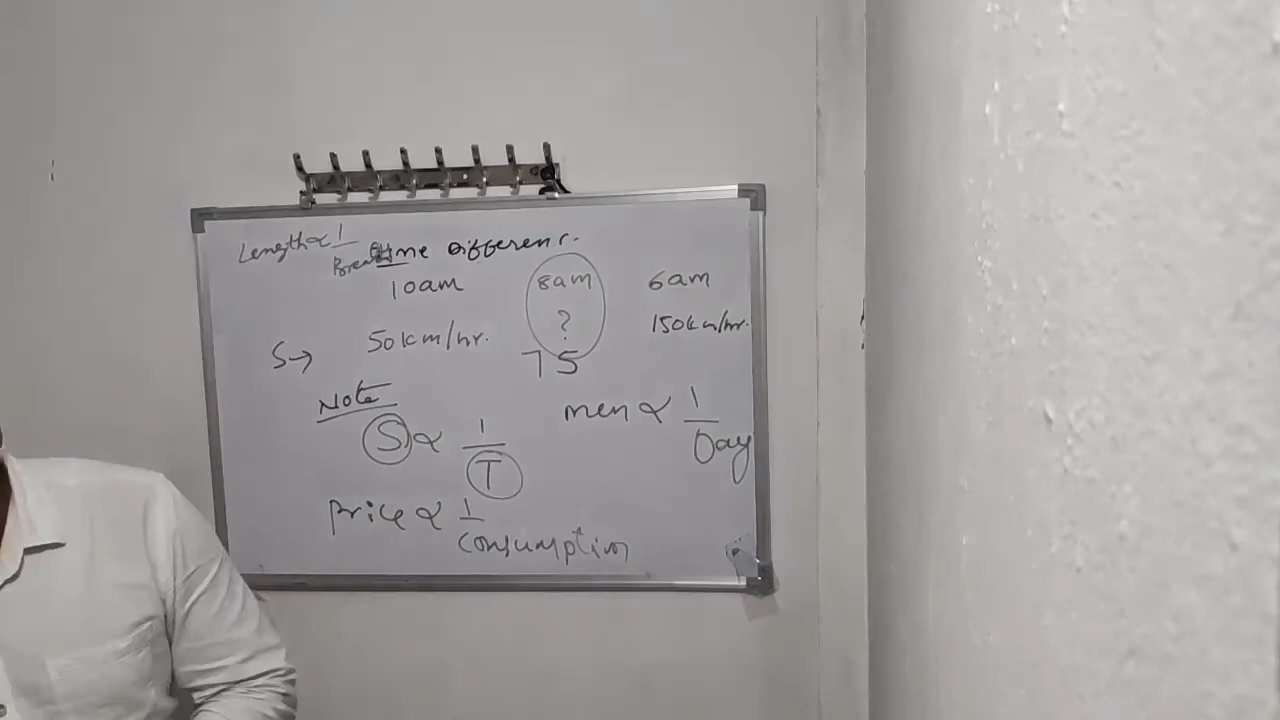 Length ∝ 1
Breadth
Time Differenc.
10am 8am 6am
50km/hr. ? 150km/hr.
S→ 75
Note
S ∝ 1/T
men ∝ 1/Day
price ∝ 1/consumption